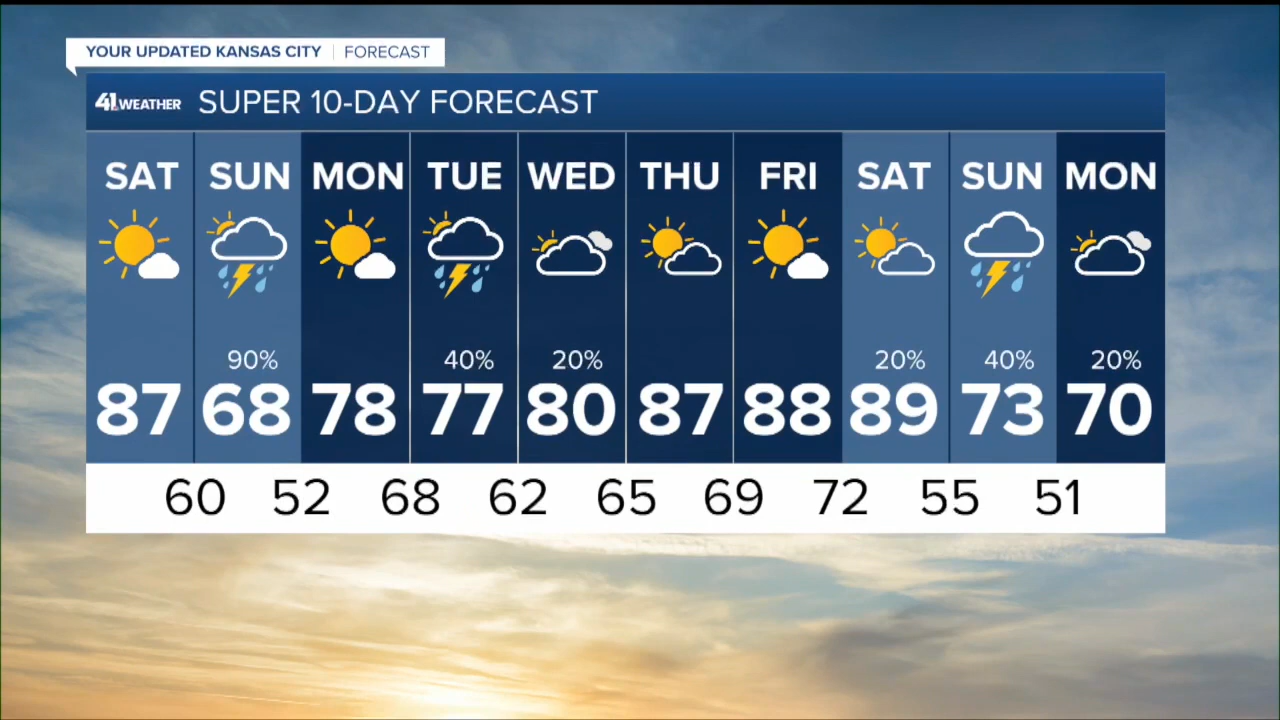 YOUR UPDATED KANSAS CITY | FORECAST
41 WEATHER SUPER 10-DAY FORECAST
SAT SUN MON TUE WED THU FRI SAT SUN MON
90% 40% 20% 20% 40% 20%
87 68 78 77 80 87 88 89 73 70
60 52 68 62 65 69 72 55 51